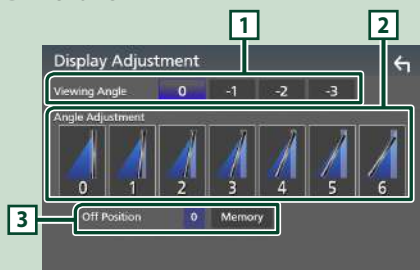 1 2
Display Adjustment
Viewing Angle 0 -1 -2 -3
Angle Adjustment
0 1 2 3 4 5 6
3
Off Position 0 Memory